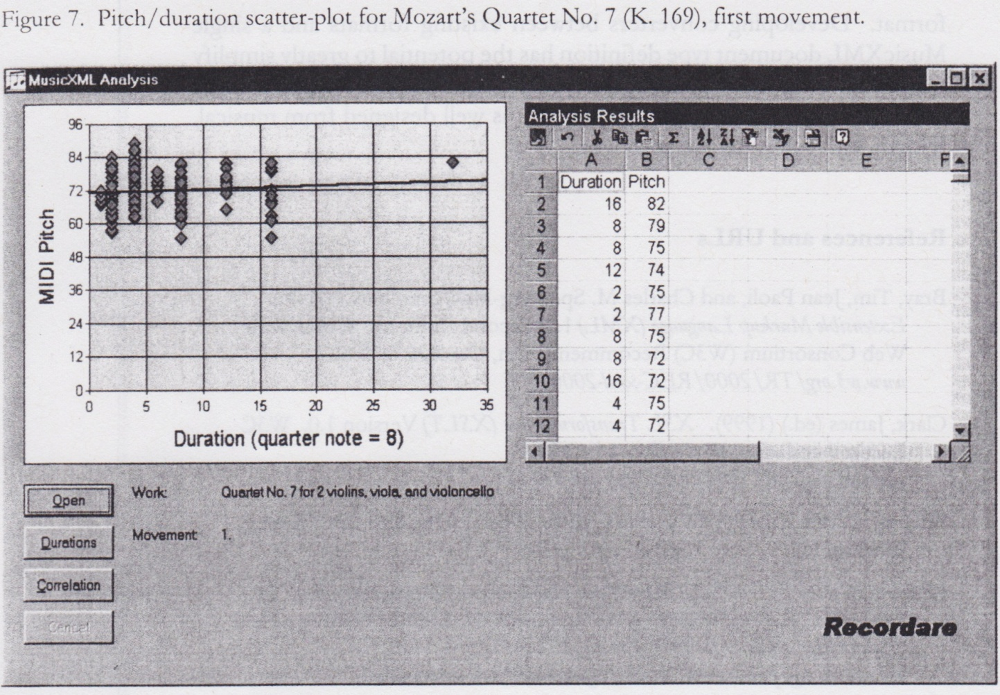 Figure 7. Pitch/duration scatter-plot for Mozart's Quartet No. 7 (K. 169), first movement.
MusicXML Analysis
96
84
72
60
48
36
24
12
0
MIDI Pitch
0 5 10 15 20 25 30 35
Duration (quarter note = 8)
Analysis Results
A B C D E F
1 Duration Pitch
2 16 82
3 8 79
4 8 75
5 12 74
6 2 75
7 2 77
8 8 75
9 8 72
10 16 72
11 4 75
12 4 72
Open
Work: Quartet No. 7 for 2 violins, viola, and violoncello
Durations
Movement: 1.
Correlation
Cancel
Recordare